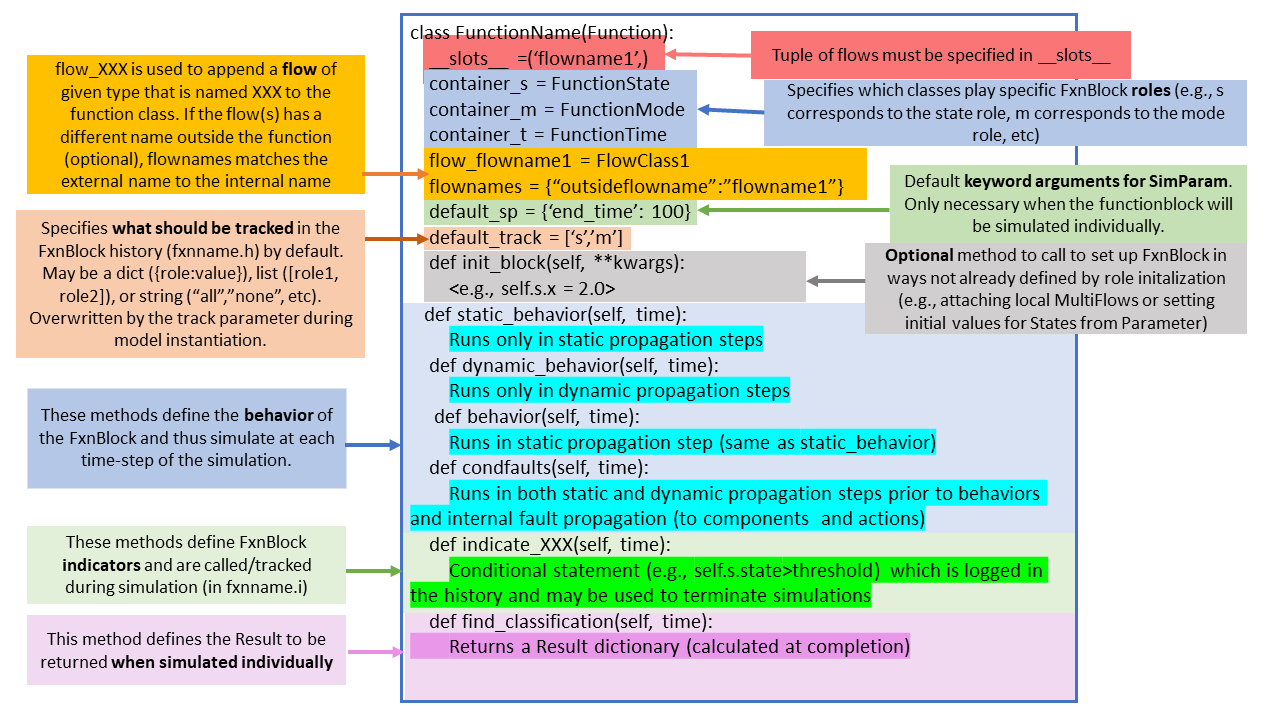 class FunctionName(Function):
__slots__ =(‘flowname1’,)
container_s = FunctionState
container_m = FunctionMode
container_t = FunctionTime
flow_flowname1 = FlowClass1
flownames = {“outsideflowname”:”flowname1”}
default_sp = {‘end_time’: 100}
default_track = [‘s’,’m’]
def init_block(self, **kwargs):
<e.g., self.s.x = 2.0>
def static_behavior(self, time):
Runs only in static propagation steps
def dynamic_behavior(self, time):
Runs only in dynamic propagation steps
def behavior(self, time):
Runs in static propagation step (same as static_behavior)
def condfaults(self, time):
Runs in both static and dynamic propagation steps prior to behaviors
and internal fault propagation (to components and actions)
def indicate_XXX(self, time):
Conditional statement (e.g., self.s.state>threshold) which is logged in
the history and may be used to terminate simulations
def find_classification(self, time):
Returns a Result dictionary (calculated at completion)
flow_XXX is used to append a flow of
given type that is named XXX to the
function class. If the flow(s) has a
different name outside the function
(optional), flownames matches the
external name to the internal name
Specifies what should be tracked in the
FxnBlock history (fxnname.h) by default.
May be a dict ({role:value}), list ([role1,
role2]), or string (“all”,”none”, etc).
Overwritten by the track parameter during
model instantiation.
These methods define the behavior of
the FxnBlock and thus simulate at each
time-step of the simulation.
These methods define FxnBlock
indicators and are called/tracked
during simulation (in fxnname.i)
This method defines the Result to be
returned when simulated individually
Tuple of flows must be specified in __slots__
Specifies which classes play specific FxnBlock roles (e.g., s
corresponds to the state role, m corresponds to the mode
role, etc)
Default keyword arguments for SimParam.
Only necessary when the functionblock will
be simulated individually.
Optional method to call to set up FxnBlock in
ways not already defined by role initalization
(e.g., attaching local MultiFlows or setting
initial values for States from Parameter)